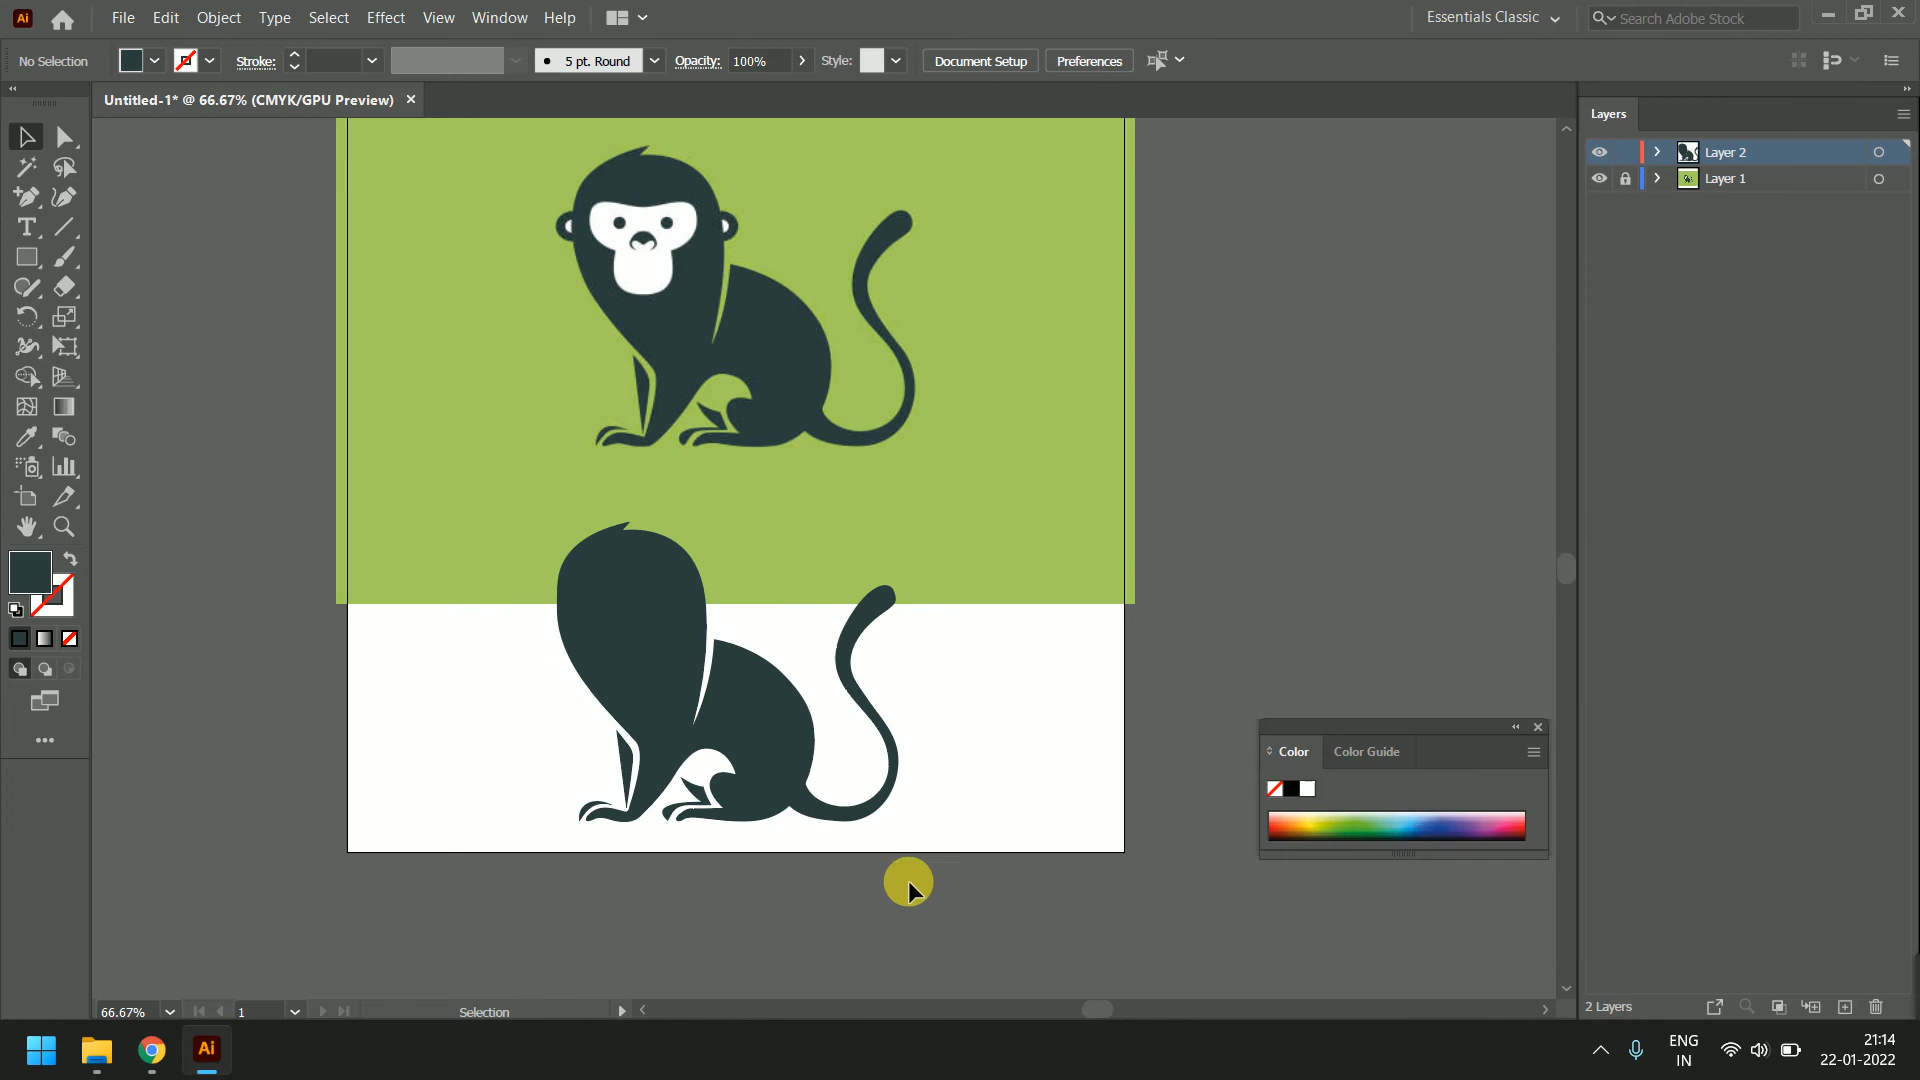 Ai File Edit Object Type Select Effect View Window Help Essentials Classic Search Adobe Stock
No Selection Stroke: 5 pt. Round Opacity: 100% Style: Document Setup Preferences
Untitled-1* @ 66.67% (CMYK/GPU Preview)
Layers
Layer 2
Layer 1
Color Color Guide
66.67% 1 Selection
2 Layers
Ai
ENG
IN
21:14
22-01-2022